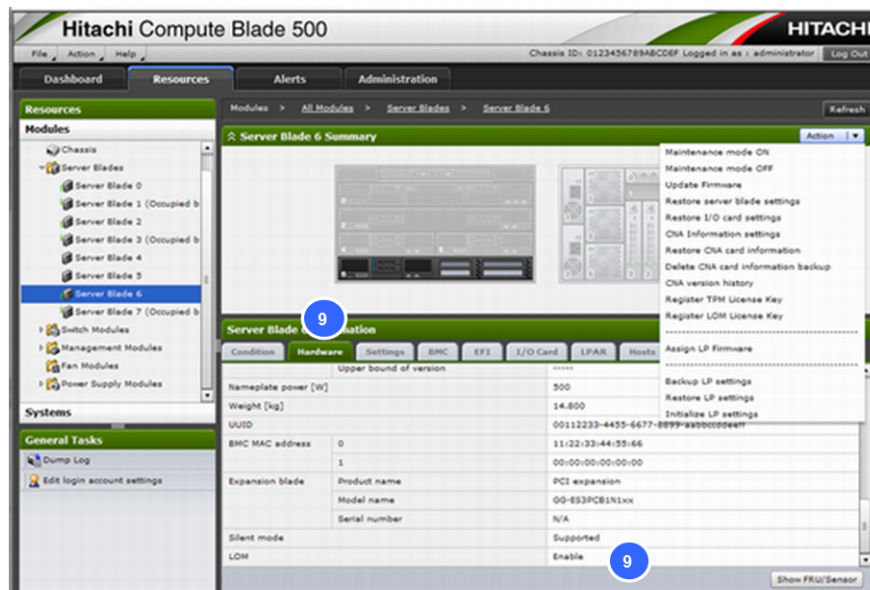 Hitachi Compute Blade 500
HITACHI
File Action Help
Chassis ID: 0123456789ABCDEF Logged in as : administrator Log Out
Dashboard Resources Alerts Administration
Resources
Modules
Chassis
Server Blades
Server Blade 0
Server Blade 1 (Occupied b
Server Blade 2
Server Blade 3 (Occupied b
Server Blade 4
Server Blade 5
Server Blade 6
Server Blade 7 (Occupied b
Switch Modules
Management Modules
Fan Modules
Power Supply Modules
Systems
General Tasks
Dump Log
Edit login account settings
Modules > All Modules > Server Blades > Server Blade 6
Refresh
Server Blade 6 Summary
Action
Maintenance mode ON
Maintenance mode OFF
Update Firmware
Restore server blade settings
Restore I/O card settings
CNA Information settings
Restore CNA card information
Delete CNA card information backup
CNA version history
Register TPM License Key
Register LOM License Key
Assign LP Firmware
Backup LP settings
Restore LP settings
Initialize LP settings
9
Server Blade
Condition Hardware Settings BMC EFI I/O Card LPAR Hosts
Upper bound of version -----
Nameplate power [W] 500
Weight [kg] 14.800
UUID 00112233-4455-6677-8899-aabbccddeeff
BMC MAC address 0 11:22:33:44:55:66
1 00:00:00:00:00:00
Expansion blade Product name PCI expansion
Model name GG-ES3PCB1N1xx
Serial number N/A
Silent mode Supported
LOM Enable
9
Show FRU/Sensor